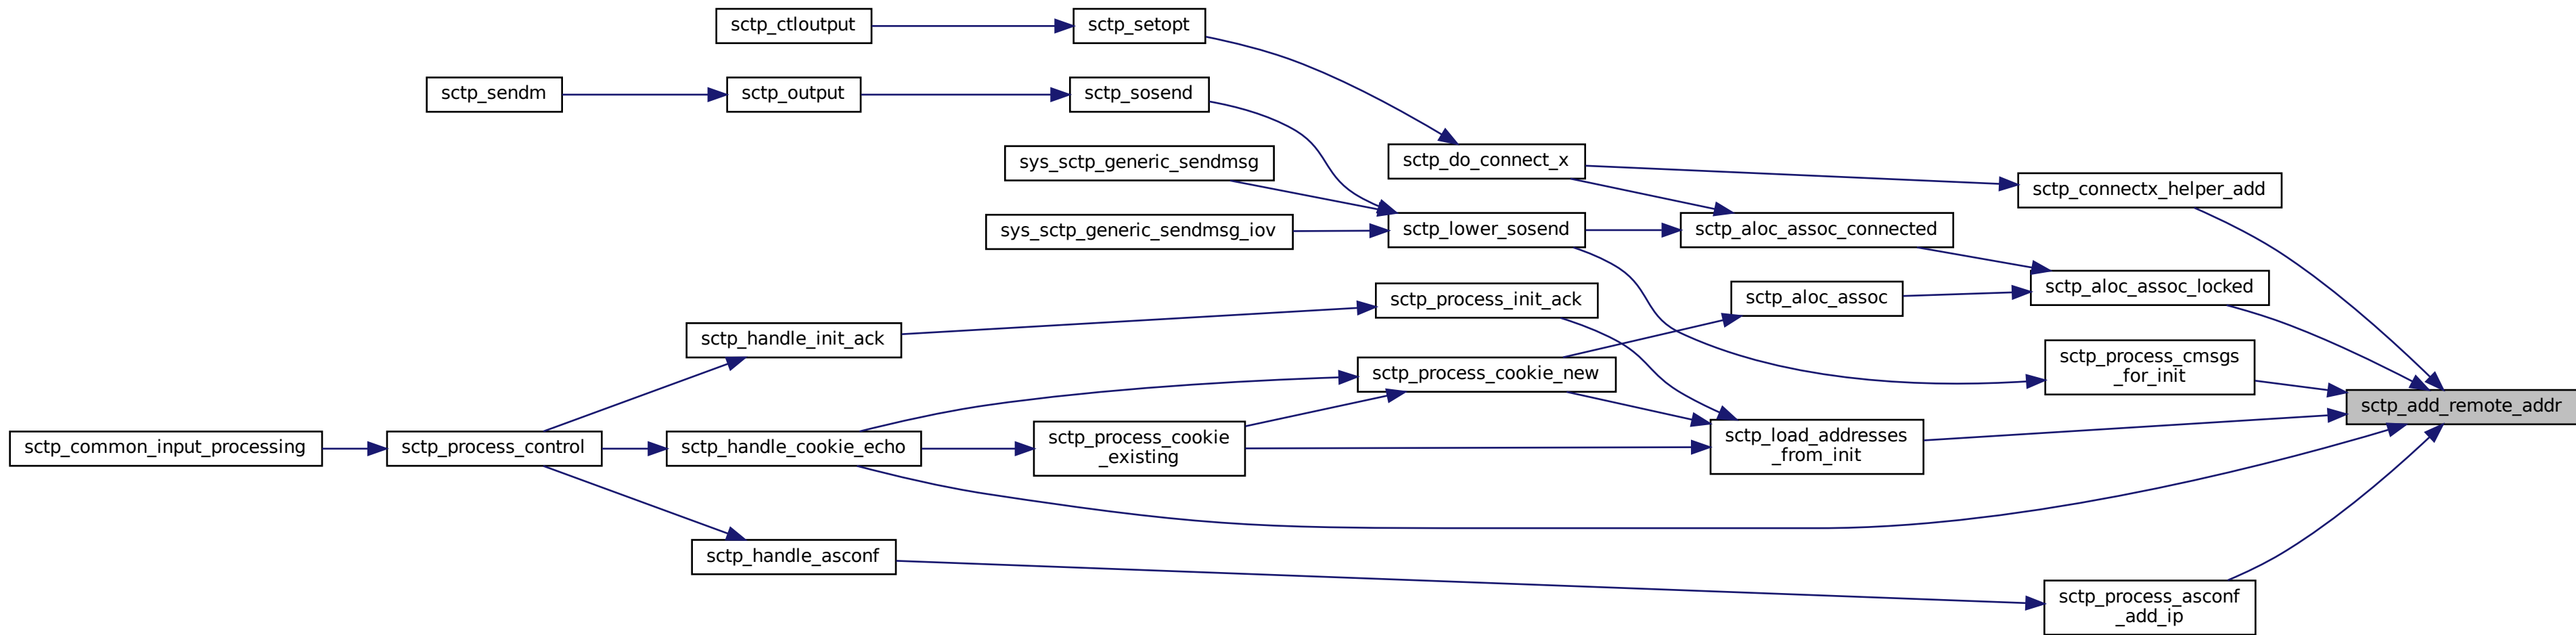 sctp_ctloutput
sctp_setopt
sctp_sendm
sctp_output
sctp_sosend
sys_sctp_generic_sendmsg
sctp_do_connect_x
sctp_connectx_helper_add
sys_sctp_generic_sendmsg_iov
sctp_lower_sosend
sctp_aloc_assoc_connected
sctp_aloc_assoc_locked
sctp_process_init_ack
sctp_aloc_assoc
sctp_handle_init_ack
sctp_process_cookie_new
sctp_process_cmsgs
_for_init
sctp_add_remote_addr
sctp_common_input_processing
sctp_process_control
sctp_handle_cookie_echo
sctp_process_cookie
_existing
sctp_load_addresses
_from_init
sctp_handle_asconf
sctp_process_asconf
_add_ip